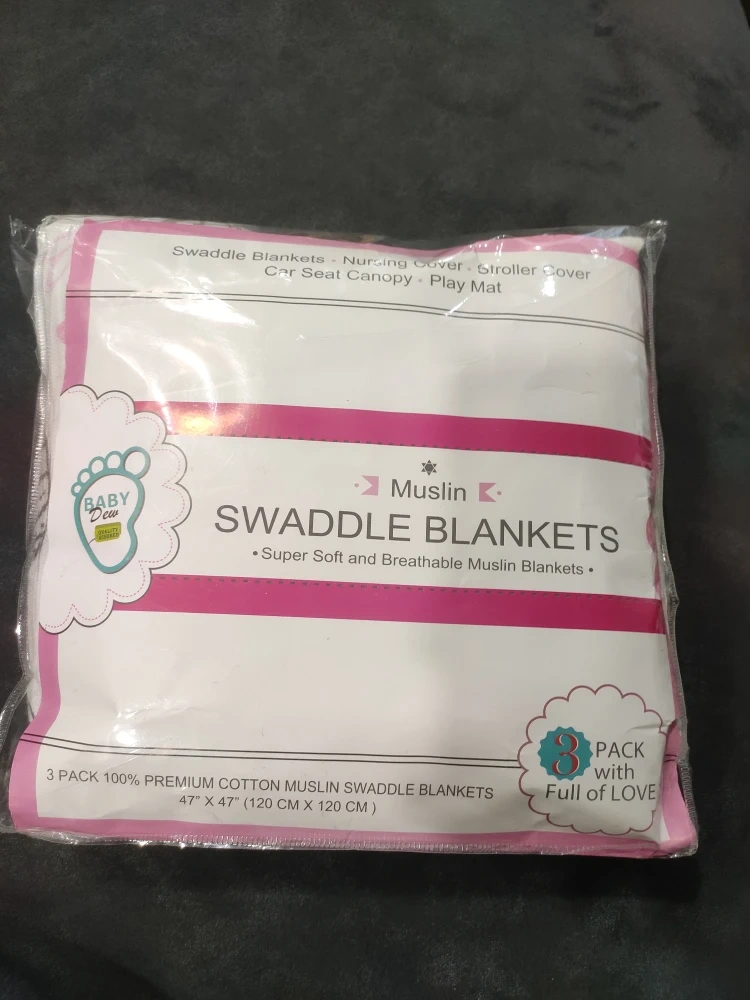 Swaddle Blankets - Nursing Cover - Stroller Cover
Car Seat Canopy - Play Mat
BABY
Dew
QUALITY
Muslin
SWADDLE BLANKETS
• Super Soft and Breathable Muslin Blankets •
3 PACK with
Full of LOVE
3 PACK 100% PREMIUM COTTON MUSLIN SWADDLE BLANKETS
47" X 47" (120 CM X 120 CM )